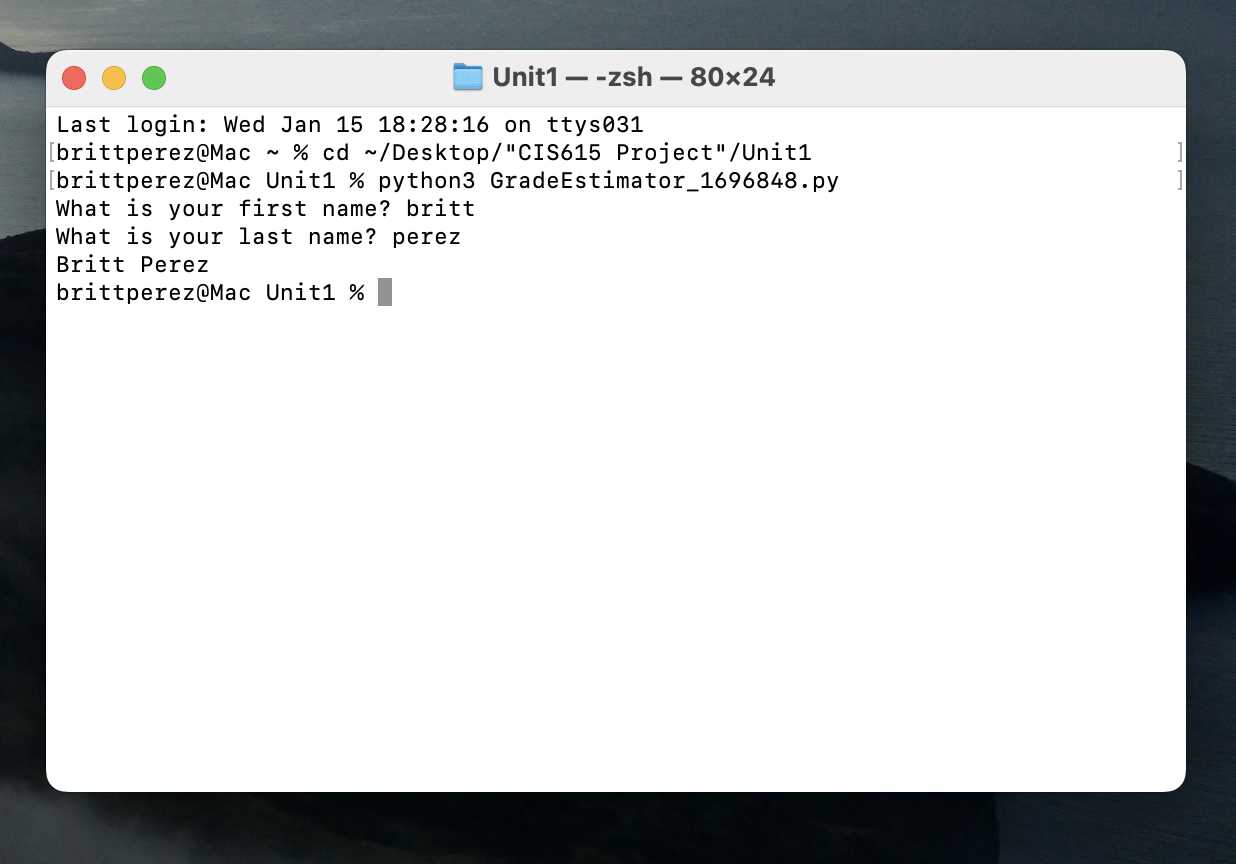 Unit1 — -zsh — 80×24
Last login: Wed Jan 15 18:28:16 on ttys031
[brittperez@Mac ~ % cd ~/Desktop/"CIS615 Project"/Unit1 ]
[brittperez@Mac Unit1 % python3 GradeEstimator_1696848.py ]
What is your first name? britt
What is your last name? perez
Britt Perez
brittperez@Mac Unit1 %